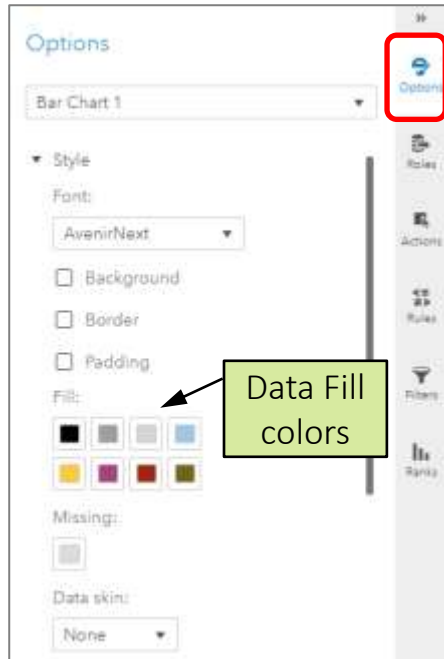 Options
Bar Chart 1
Style
Font:
AvenirNext
Background
Border
Padding
Fill:
Data Fill
colors
Missing:
Data skin:
None
Options
Roles
Actions
Rules
Filters
Ranks